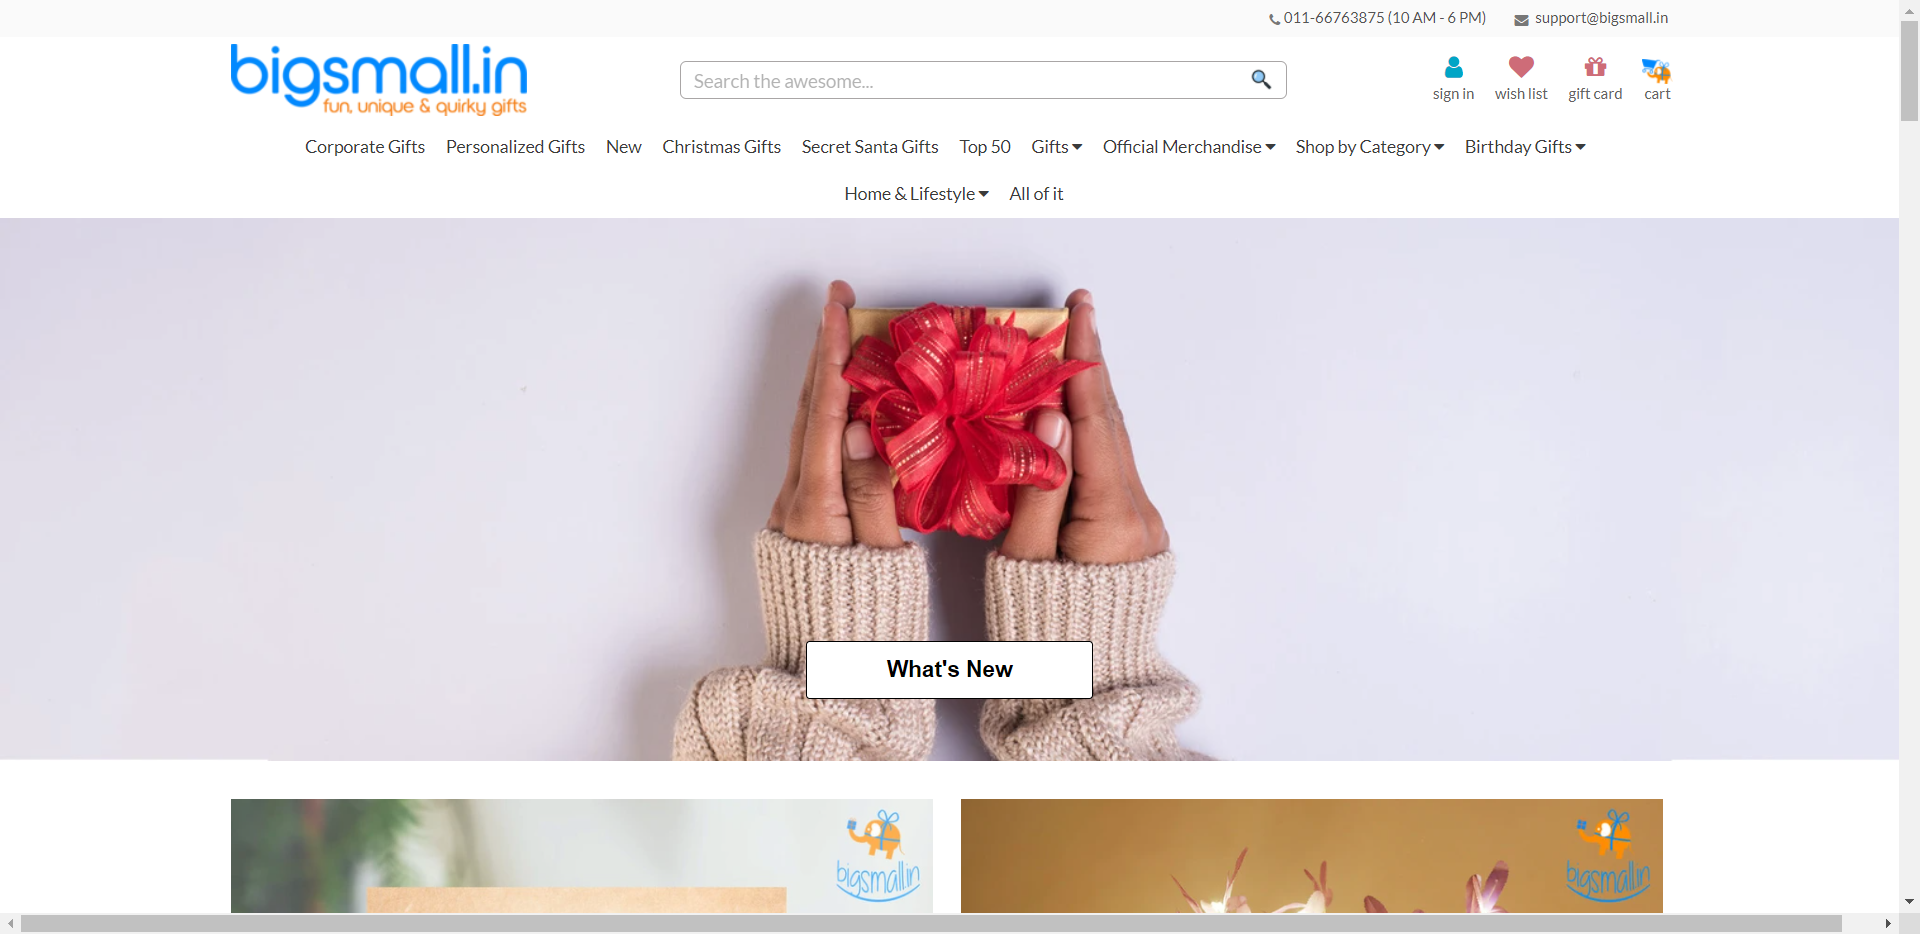 011-66763875 (10 AM - 6 PM) support@bigsmall.in
bigsmall.in
fun, unique & quirky gifts
Search the awesome...
sign in wish list gift card cart
Corporate Gifts Personalized Gifts New Christmas Gifts Secret Santa Gifts Top 50 Gifts Official Merchandise Shop by Category Birthday Gifts
Home & Lifestyle All of it
What's New
bigsmall.in bigsmall.in